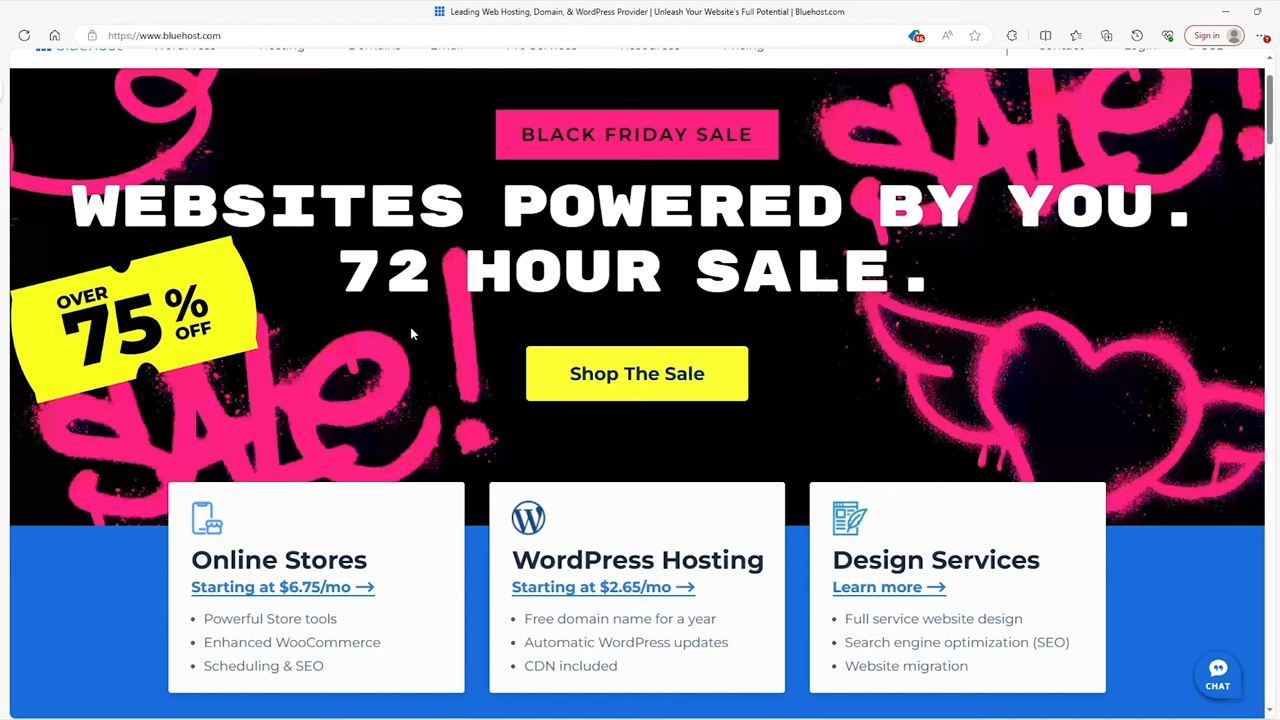 Leading Web Hosting, Domain, & WordPress Provider | Unleash Your Website's Full Potential | Bluehost.com
https://www.bluehost.com
16
Sign in
BLACK FRIDAY SALE
SALE!
WEBSITES POWERED BY YOU.
72 HOUR SALE.
OVER
75%
OFF
SALE!
Shop The Sale
Online Stores
Starting at $6.75/mo
• Powerful Store tools
• Enhanced WooCommerce
• Scheduling & SEO
WordPress Hosting
Starting at $2.65/mo
• Free domain name for a year
• Automatic WordPress updates
• CDN included
Design Services
Learn more
• Full service website design
• Search engine optimization (SEO)
• Website migration
CHAT